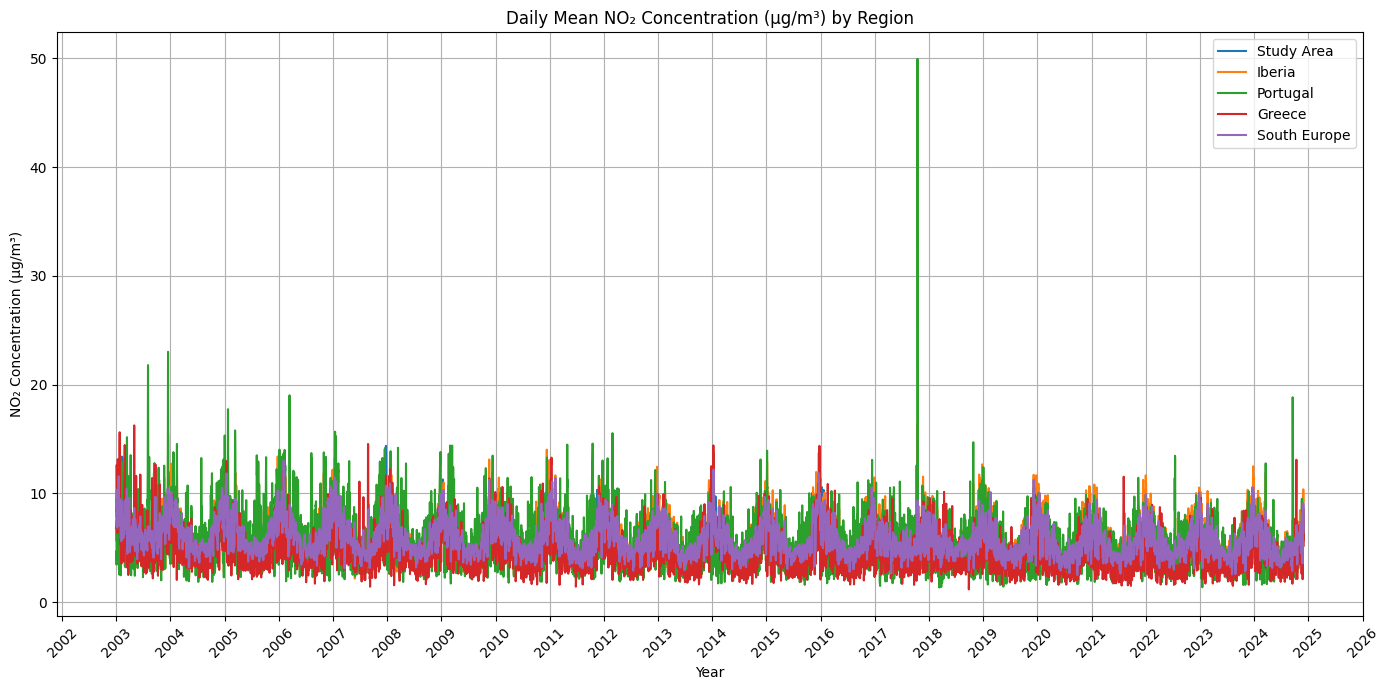 Daily Mean NO₂ Concentration (µg/m³) by Region
Study Area
Iberia
Portugal
Greece
South Europe
NO₂ Concentration (µg/m³)
50
40
30
20
10
0
2002 2003 2004 2005 2006 2007 2008 2009 2010 2011 2012 2013 2014 2015 2016 2017 2018 2019 2020 2021 2022 2023 2024 2025 2026
Year